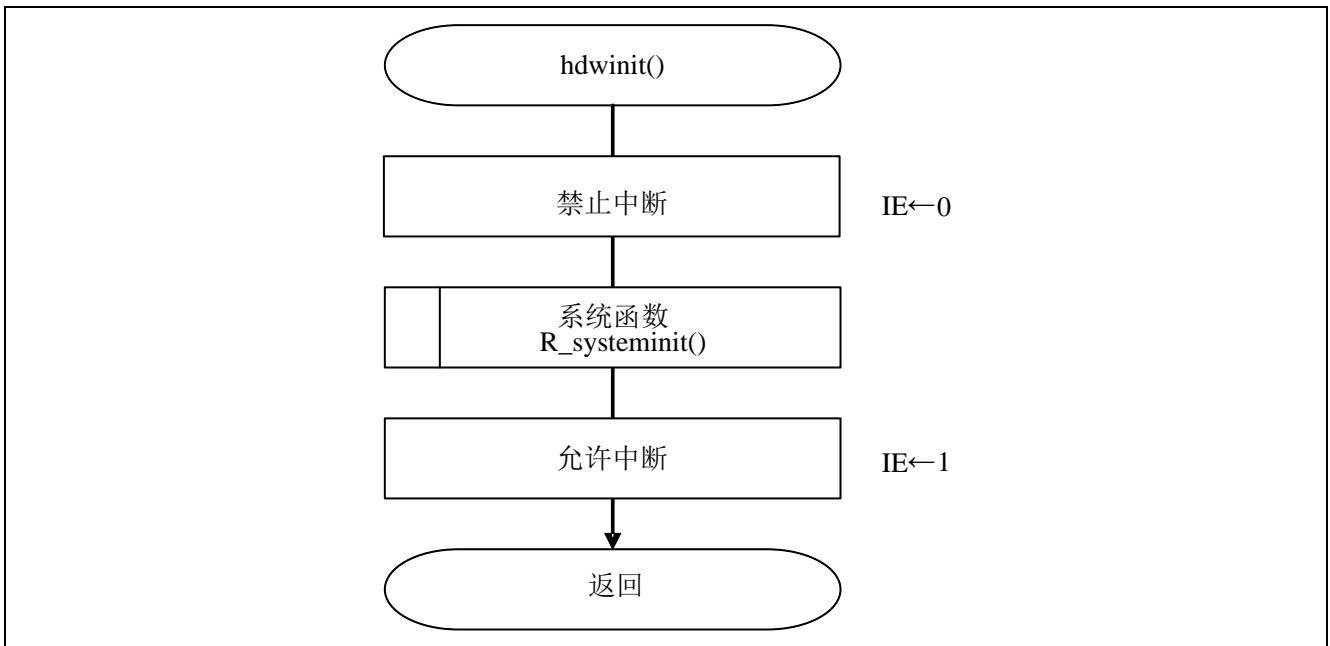 hdwinit()
禁止中断
IE←0
系统函数
R_systeminit()
允许中断
IE←1
返回